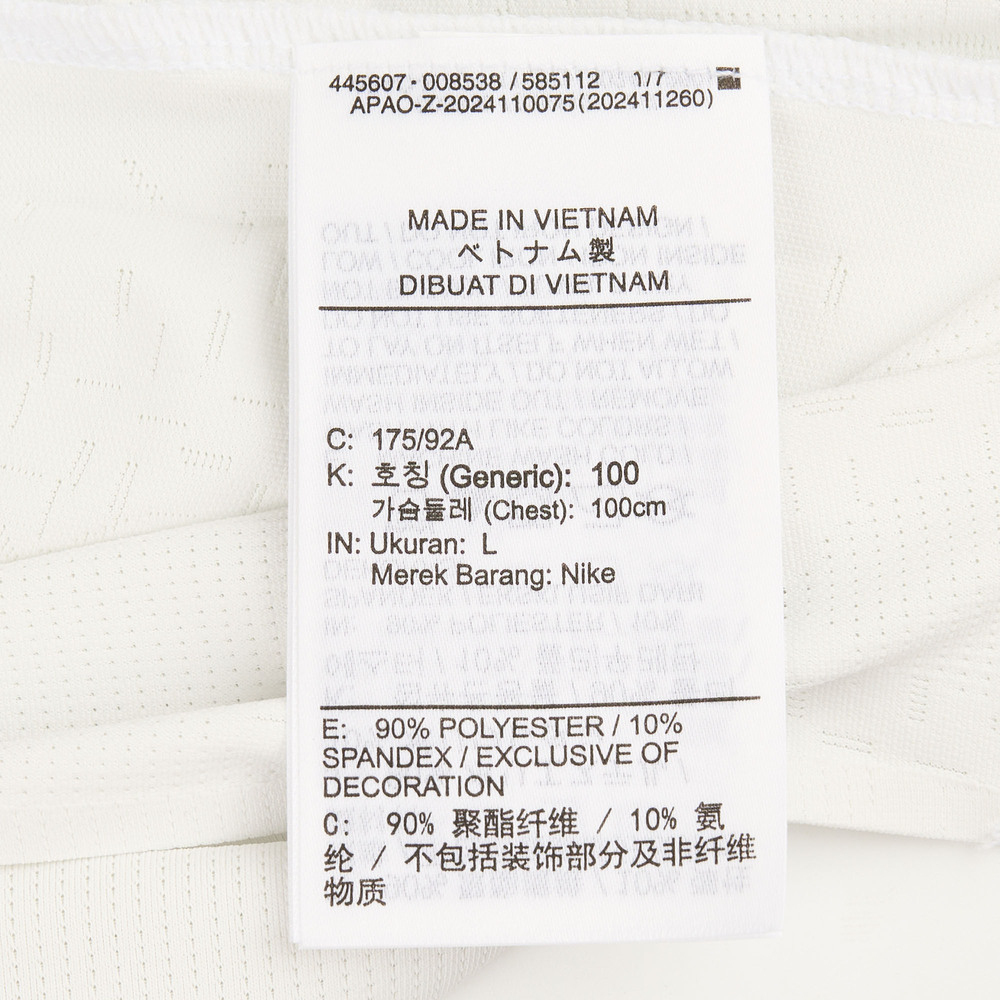 445607-008538 / 585112 1/7
APAO-Z-2024110075(202411260)
MADE IN VIETNAM
ベトナム製
DIBUAT DI VIETNAM
C: 175/92A
K: 호칭 (Generic): 100
가슴둘레 (Chest): 100cm
IN: Ukuran: L
Merek Barang: Nike
E: 90% POLYESTER / 10%
SPANDEX / EXCLUSIVE OF
DECORATION
C: 90% 聚酯纤维 / 10% 氨
纶 / 不包括装饰部分及非纤维
物质